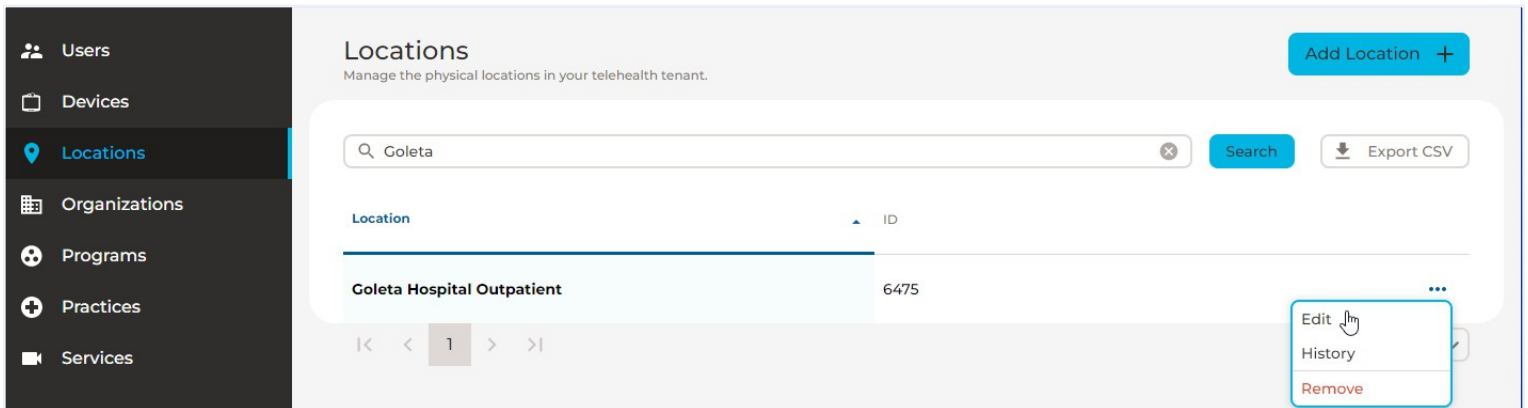 Users
Devices
Locations
Organizations
Programs
Practices
Services
Locations
Manage the physical locations in your telehealth tenant.
Add Location
Goleta
Search
Export CSV
Location
ID
Goleta Hospital Outpatient
6475
1
Edit
History
Remove